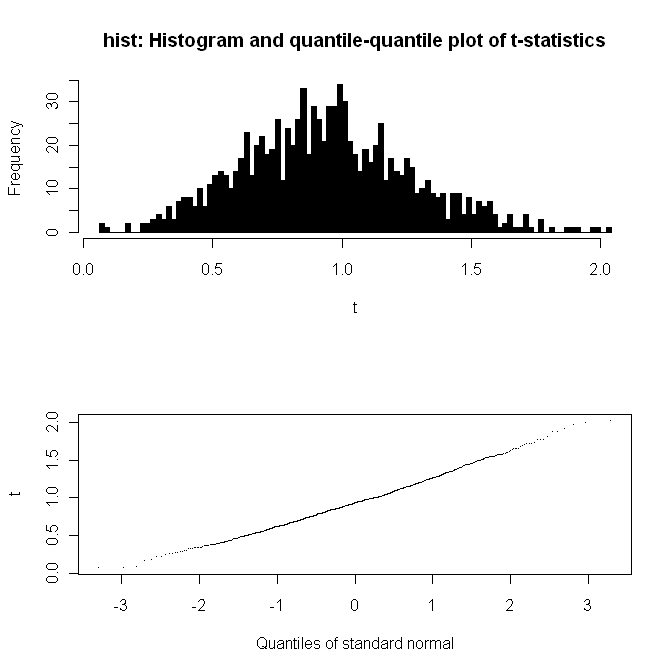 hist: Histogram and quantile-quantile plot of t-statistics
Frequency
30
20
10
0
0.0 0.5 1.0 1.5 2.0
t
t
2.0
1.5
1.0
0.5
0.0
-3 -2 -1 0 1 2 3
Quantiles of standard normal